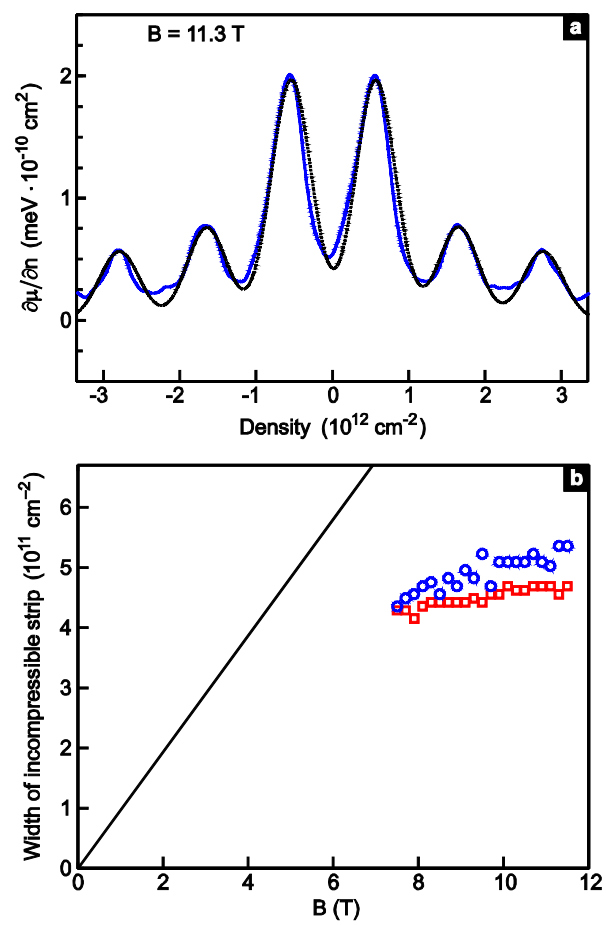 B = 11.3 T
a
2
1
0
∂μ/∂n (meV · 10⁻¹⁰ cm²)
-3 -2 -1 0 1 2 3
Density (10¹² cm⁻²)
b
6
5
4
3
2
1
0
Width of incompressible strip (10¹¹ cm⁻²)
0 2 4 6 8 10 12
B (T)